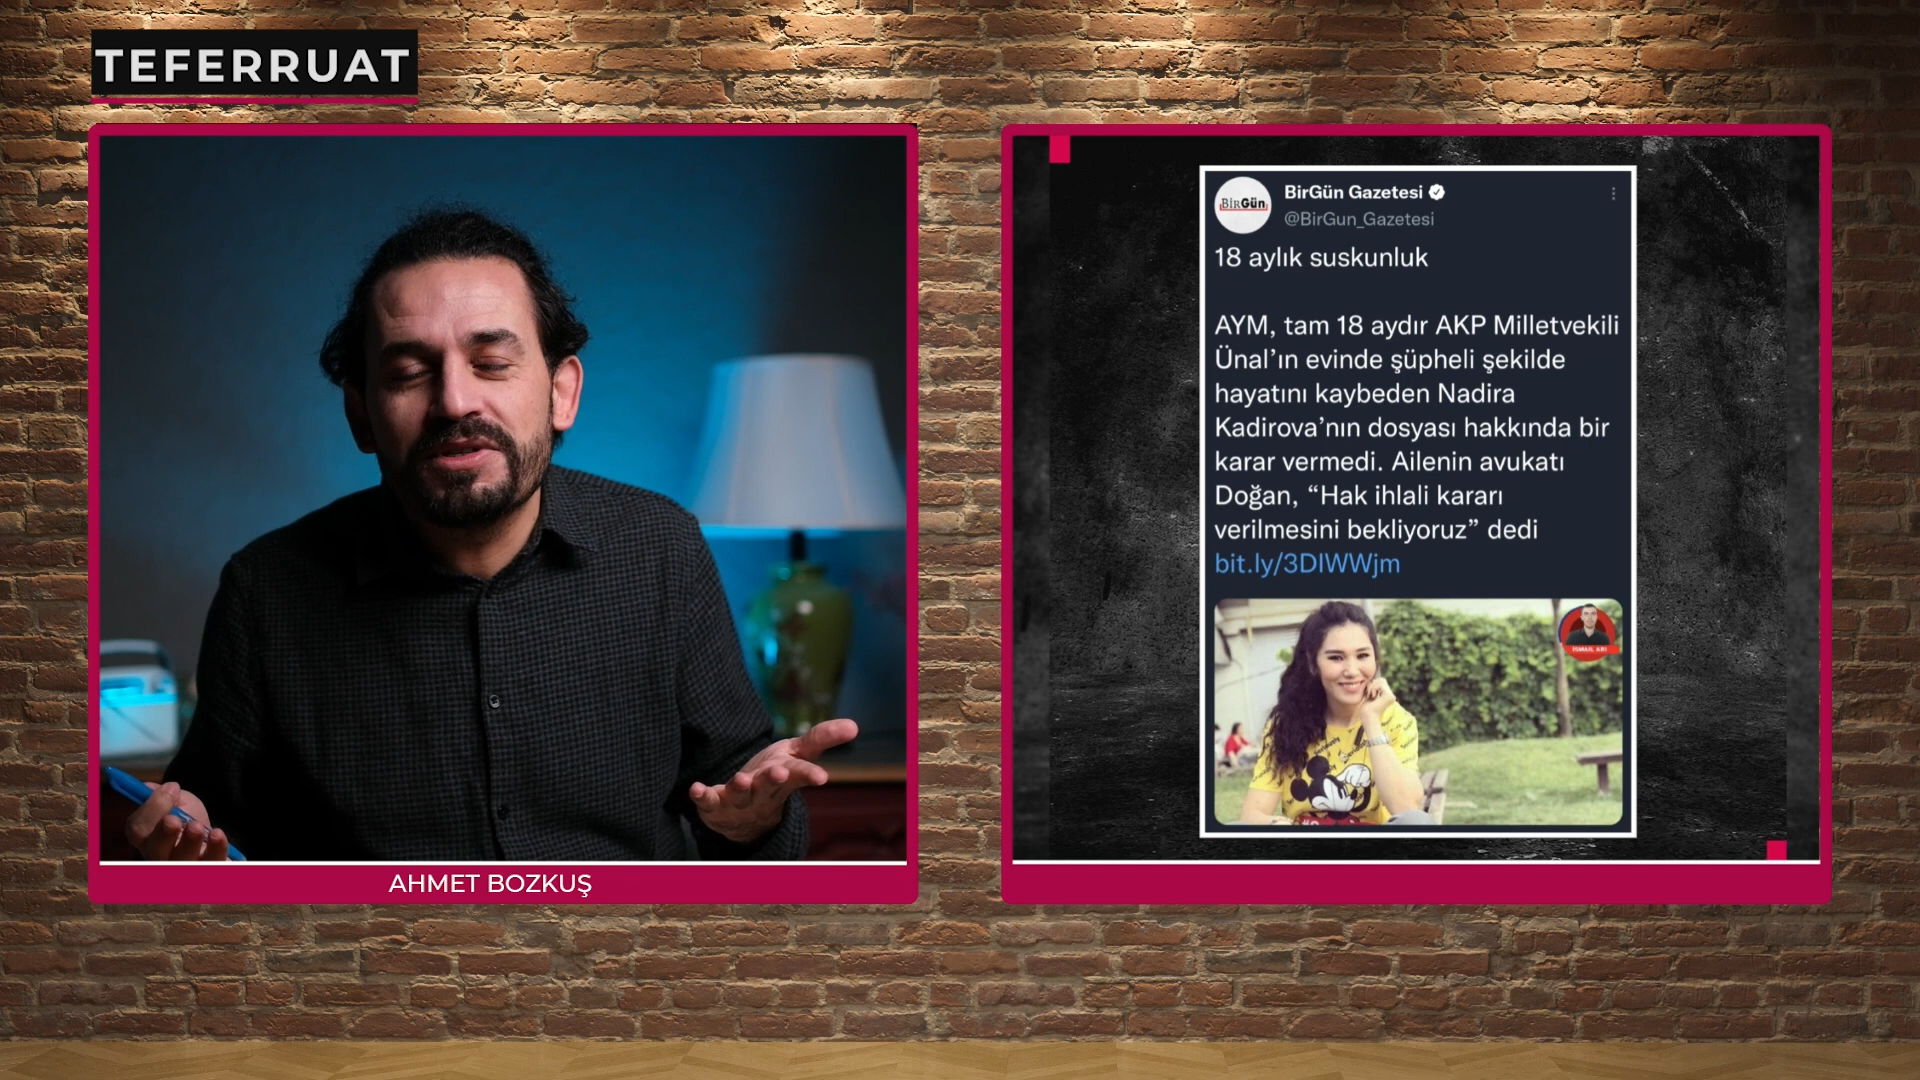 TEFERRUAT
AHMET BOZKUŞ
BirGün
BirGün Gazetesi
@BirGun_Gazetesi
18 aylık suskunluk
AYM, tam 18 aydır AKP Milletvekili
Ünal’ın evinde şüpheli şekilde
hayatını kaybeden Nadira
Kadirova’nın dosyası hakkında bir
karar vermedi. Ailenin avukatı
Doğan, “Hak ihlali kararı
verilmesini bekliyoruz” dedi
bit.ly/3DIWWjm
İSMAİL ARI